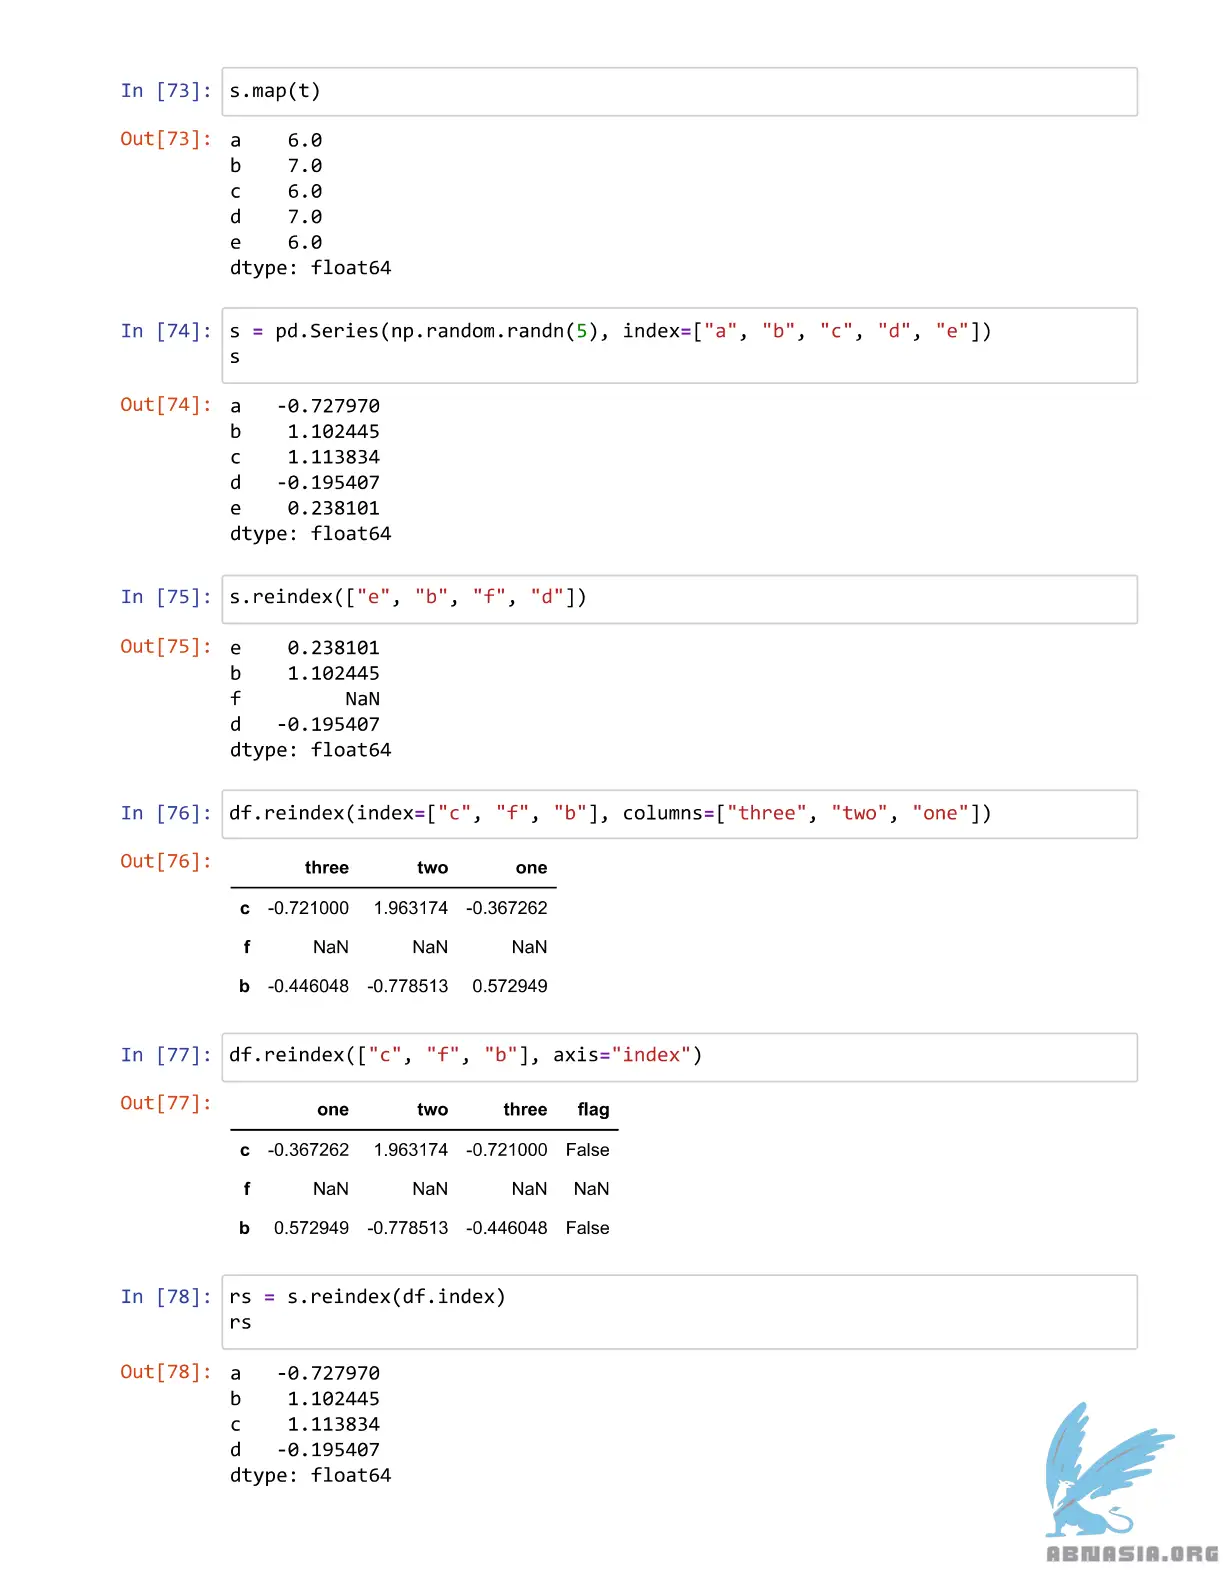 In [73]: s.map(t)
Out[73]: a    6.0
b    7.0
c    6.0
d    7.0
e    6.0
dtype: float64
In [74]: s = pd.Series(np.random.randn(5), index=["a", "b", "c", "d", "e"])
s
Out[74]: a   -0.727970
b    1.102445
c    1.113834
d   -0.195407
e    0.238101
dtype: float64
In [75]: s.reindex(["e", "b", "f", "d"])
Out[75]: e    0.238101
b    1.102445
f         NaN
d   -0.195407
dtype: float64
In [76]: df.reindex(index=["c", "f", "b"], columns=["three", "two", "one"])
Out[76]:
three two one
c -0.721000 1.963174 -0.367262
f NaN NaN NaN
b -0.446048 -0.778513 0.572949
In [77]: df.reindex(["c", "f", "b"], axis="index")
Out[77]:
one two three flag
c -0.367262 1.963174 -0.721000 False
f NaN NaN NaN NaN
b 0.572949 -0.778513 -0.446048 False
In [78]: rs = s.reindex(df.index)
rs
Out[78]: a   -0.727970
b    1.102445
c    1.113834
d   -0.195407
dtype: float64
ABNASIA.ORG